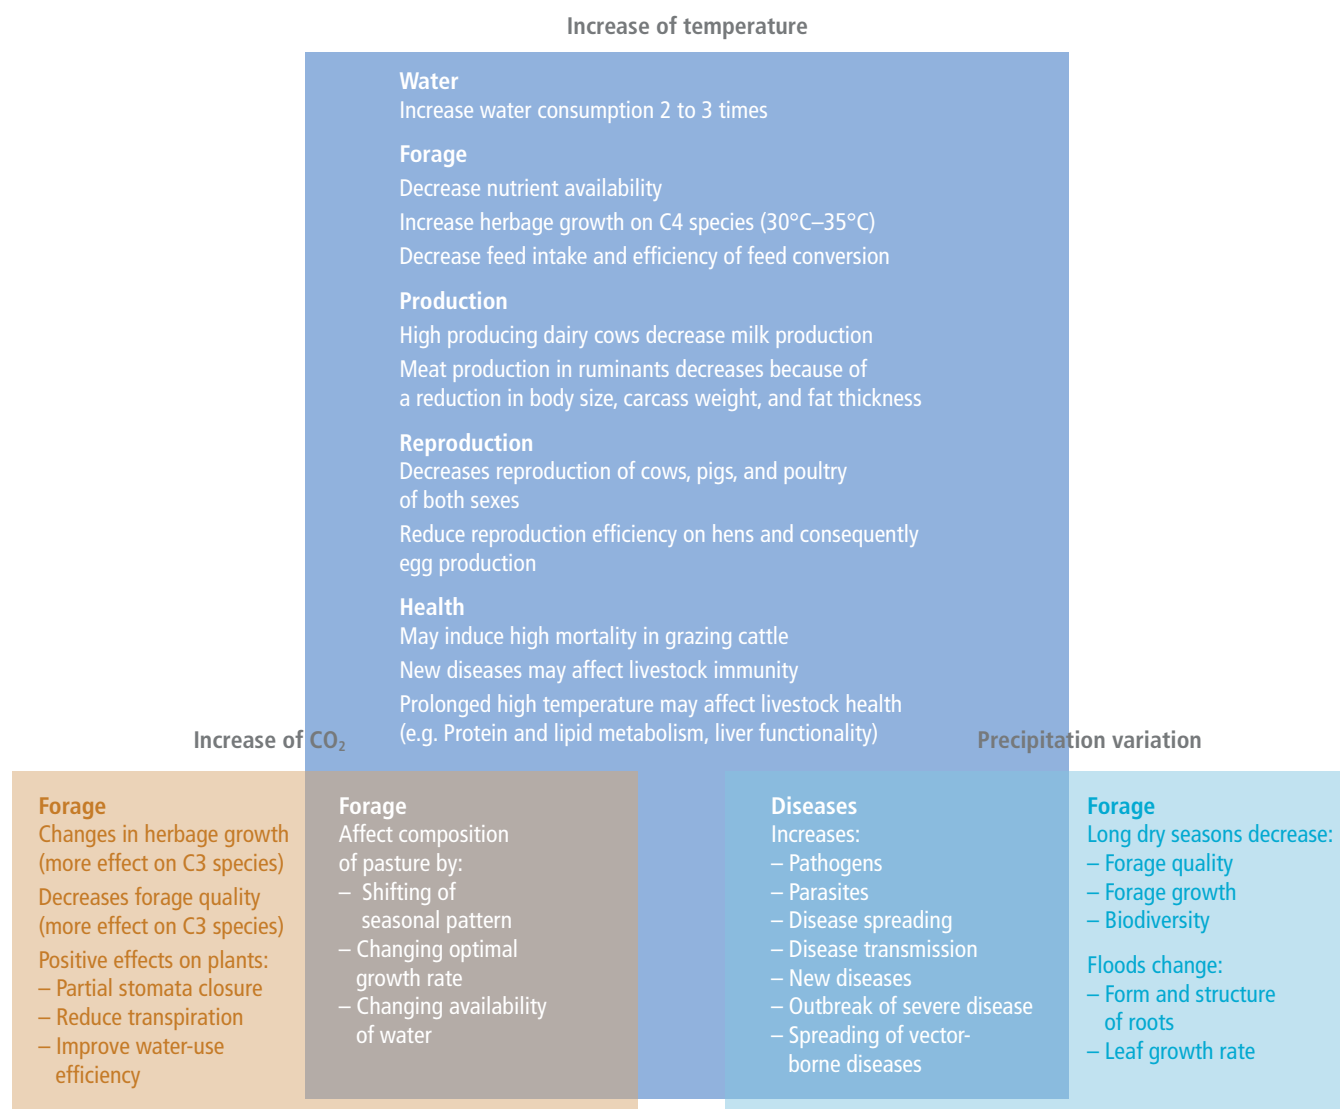 Increase of temperature
Water
Increase water consumption 2 to 3 times
Forage
Decrease nutrient availability
Increase herbage growth on C4 species (30°C–35°C)
Decrease feed intake and efficiency of feed conversion
Production
High producing dairy cows decrease milk production
Meat production in ruminants decreases because of
a reduction in body size, carcass weight, and fat thickness
Reproduction
Decreases reproduction of cows, pigs, and poultry
of both sexes
Reduce reproduction efficiency on hens and consequently
egg production
Health
May induce high mortality in grazing cattle
New diseases may affect livestock immunity
Prolonged high temperature may affect livestock health
(e.g. Protein and lipid metabolism, liver functionality)
Increase of CO₂
Forage
Changes in herbage growth
(more effect on C3 species)
Decreases forage quality
(more effect on C3 species)
Positive effects on plants:
– Partial stomata closure
– Reduce transpiration
– Improve water-use
efficiency
Forage
Affect composition
of pasture by:
– Shifting of
seasonal pattern
– Changing optimal
growth rate
– Changing availability
of water
Precipitation variation
Diseases
Increases:
– Pathogens
– Parasites
– Disease spreading
– Disease transmission
– New diseases
– Outbreak of severe disease
– Spreading of vector-
borne diseases
Forage
Long dry seasons decrease:
– Forage quality
– Forage growth
– Biodiversity
Floods change:
– Form and structure
of roots
– Leaf growth rate